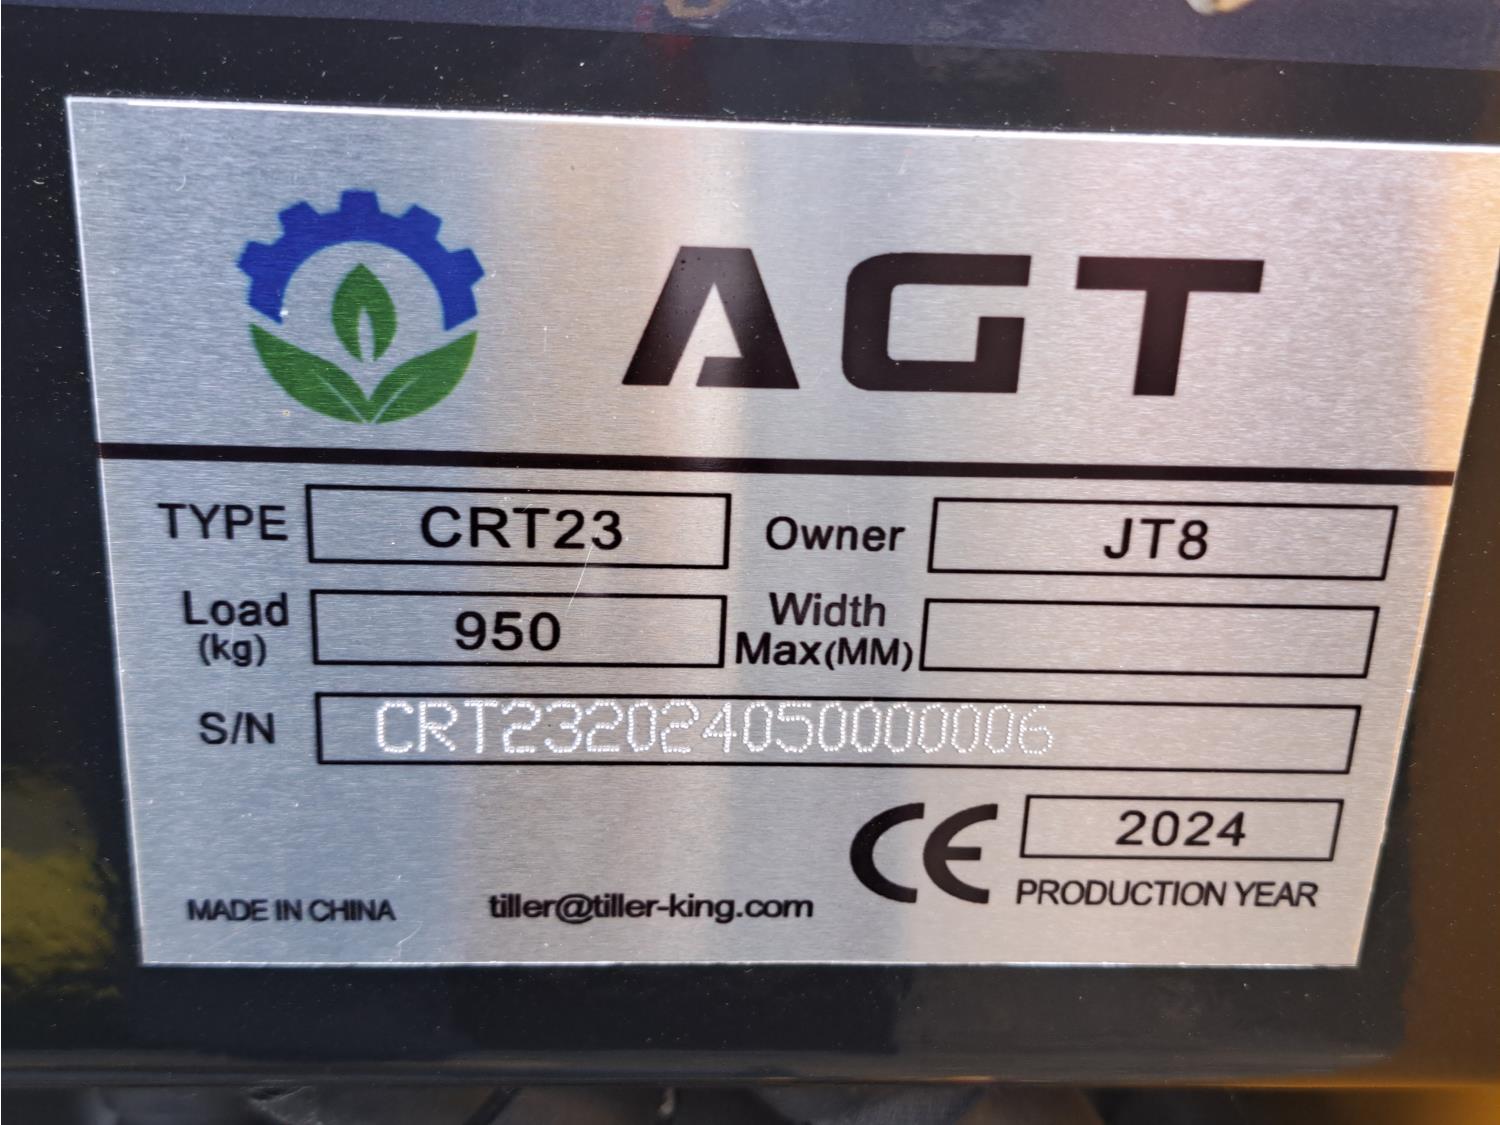 AGT
TYPE CRT23 Owner JT8
Load (kg) 950 Width Max(MM)
S/N CRT232024050000006
CE 2024
MADE IN CHINA tiller@tiller-king.com PRODUCTION YEAR